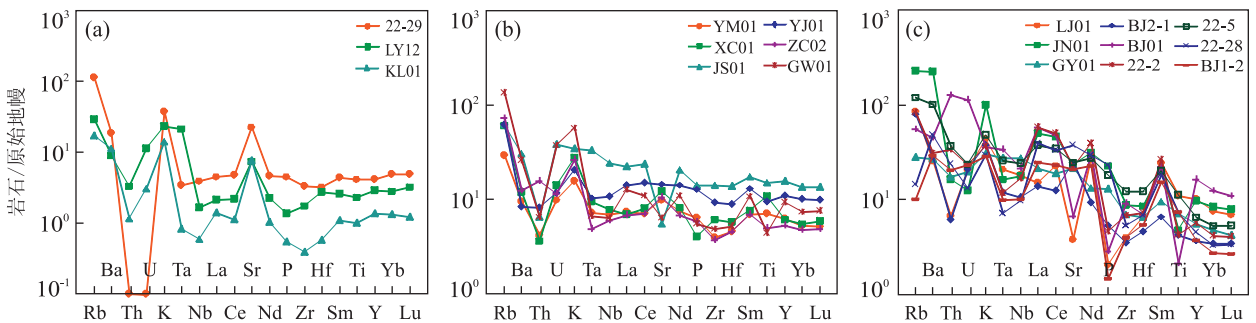 岩石/原始地幔
(a)
22-29
LY12
KL01
10³
10²
10¹
10⁰
10⁻¹
Ba U Ta La Sr P Hf Ti Yb
Rb Th K Nb Ce Nd Zr Sm Y Lu
(b)
YM01 YJ01
XC01 ZC02
JS01 GW01
10³
10²
10¹
10⁰
Ba U Ta La Sr P Hf Ti Yb
Rb Th K Nb Ce Nd Zr Sm Y Lu
(c)
LJ01 BJ2-1 22-5
JN01 BJ01 22-28
GY01 22-2 BJ1-2
10³
10²
10¹
10⁰
Ba U Ta La Sr P Hf Ti Yb
Rb Th K Nb Ce Nd Zr Sm Y Lu